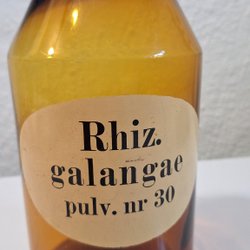 Rhiz.
galangae
pulv. nr 30